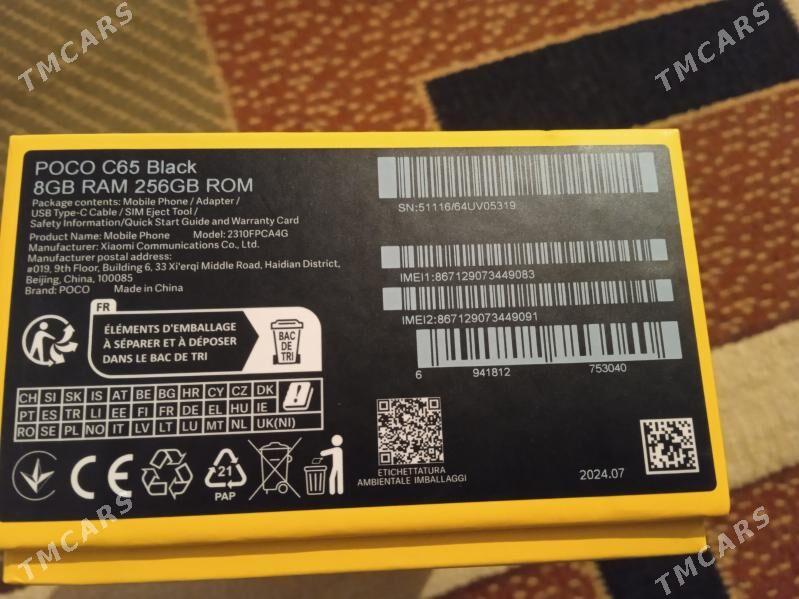 TMCARS
TMCARS
POCO C65 Black
8GB RAM 256GB ROM
Package contents: Mobile Phone / Adapter /
USB Type-C Cable / SIM Eject Tool /
Safety Information/Quick Start Guide and Warranty Card
Product Name: Mobile Phone Model: 2310FPCA4G
Manufacturer: Xiaomi Communications Co., Ltd.
Manufacturer postal address:
#019, 9th Floor, Building 6, 33 Xi'erqi Middle Road, Haidian District,
Beijing, China, 100085
Brand: POCO Made in China
SN:51116/64UV05319
IMEI1:867129073449083
IMEI2:867129073449091
6 941812 753040
FR
ÉLÉMENTS D'EMBALLAGE
À SÉPARER ET À DÉPOSER
DANS LE BAC DE TRI
BAC
DE
TRI
CH SI SK IS AT BE BG HR CY CZ DK
PT ES TR LI EE FI FR DE EL HU IE
RO SE PL NO IT LV LT LU MT NL UK(NI)
CE
21
PAP
ETICHETTATURA
AMBIENTALE IMBALLAGGI
2024.07
TMCARS
TMCARS